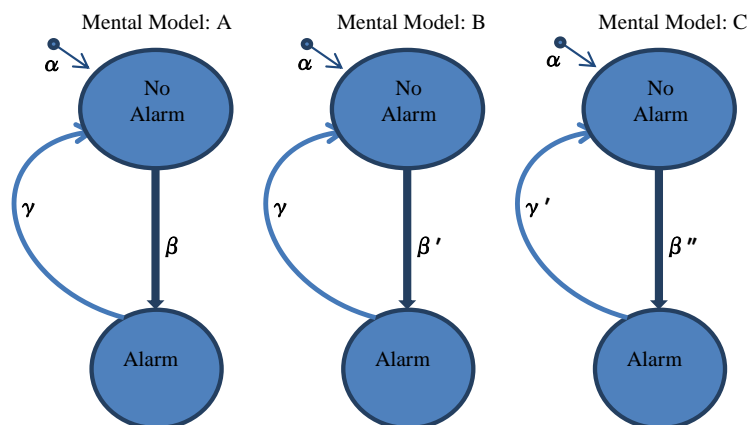 Mental Model: A
α
No
Alarm
γ
β
Alarm
Mental Model: B
α
No
Alarm
γ
β ′
Alarm
Mental Model: C
α
No
Alarm
γ ′
β ″
Alarm